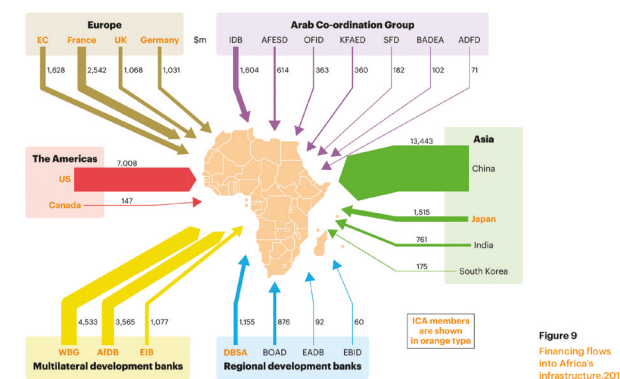 Europe
EC France UK Germany
1,628 2,542 1,068 1,031
$m
Arab Co-ordination Group
IDB AFESD OFID KFAED SFD BADEA ADFD
1,604 614 363 360 182 102 71
The Americas
US
7,008
Canada
147
Asia
13,443
China
1,515
Japan
761
India
175
South Korea
4,533 3,565 1,077
WBG AfDB EIB
Multilateral development banks
1,155 876 92 60
DBSA BOAD EADB EBID
Regional development banks
ICA members
are shown
in orange type
Figure 9
Financing flows
into Africa's
infrastructure,201